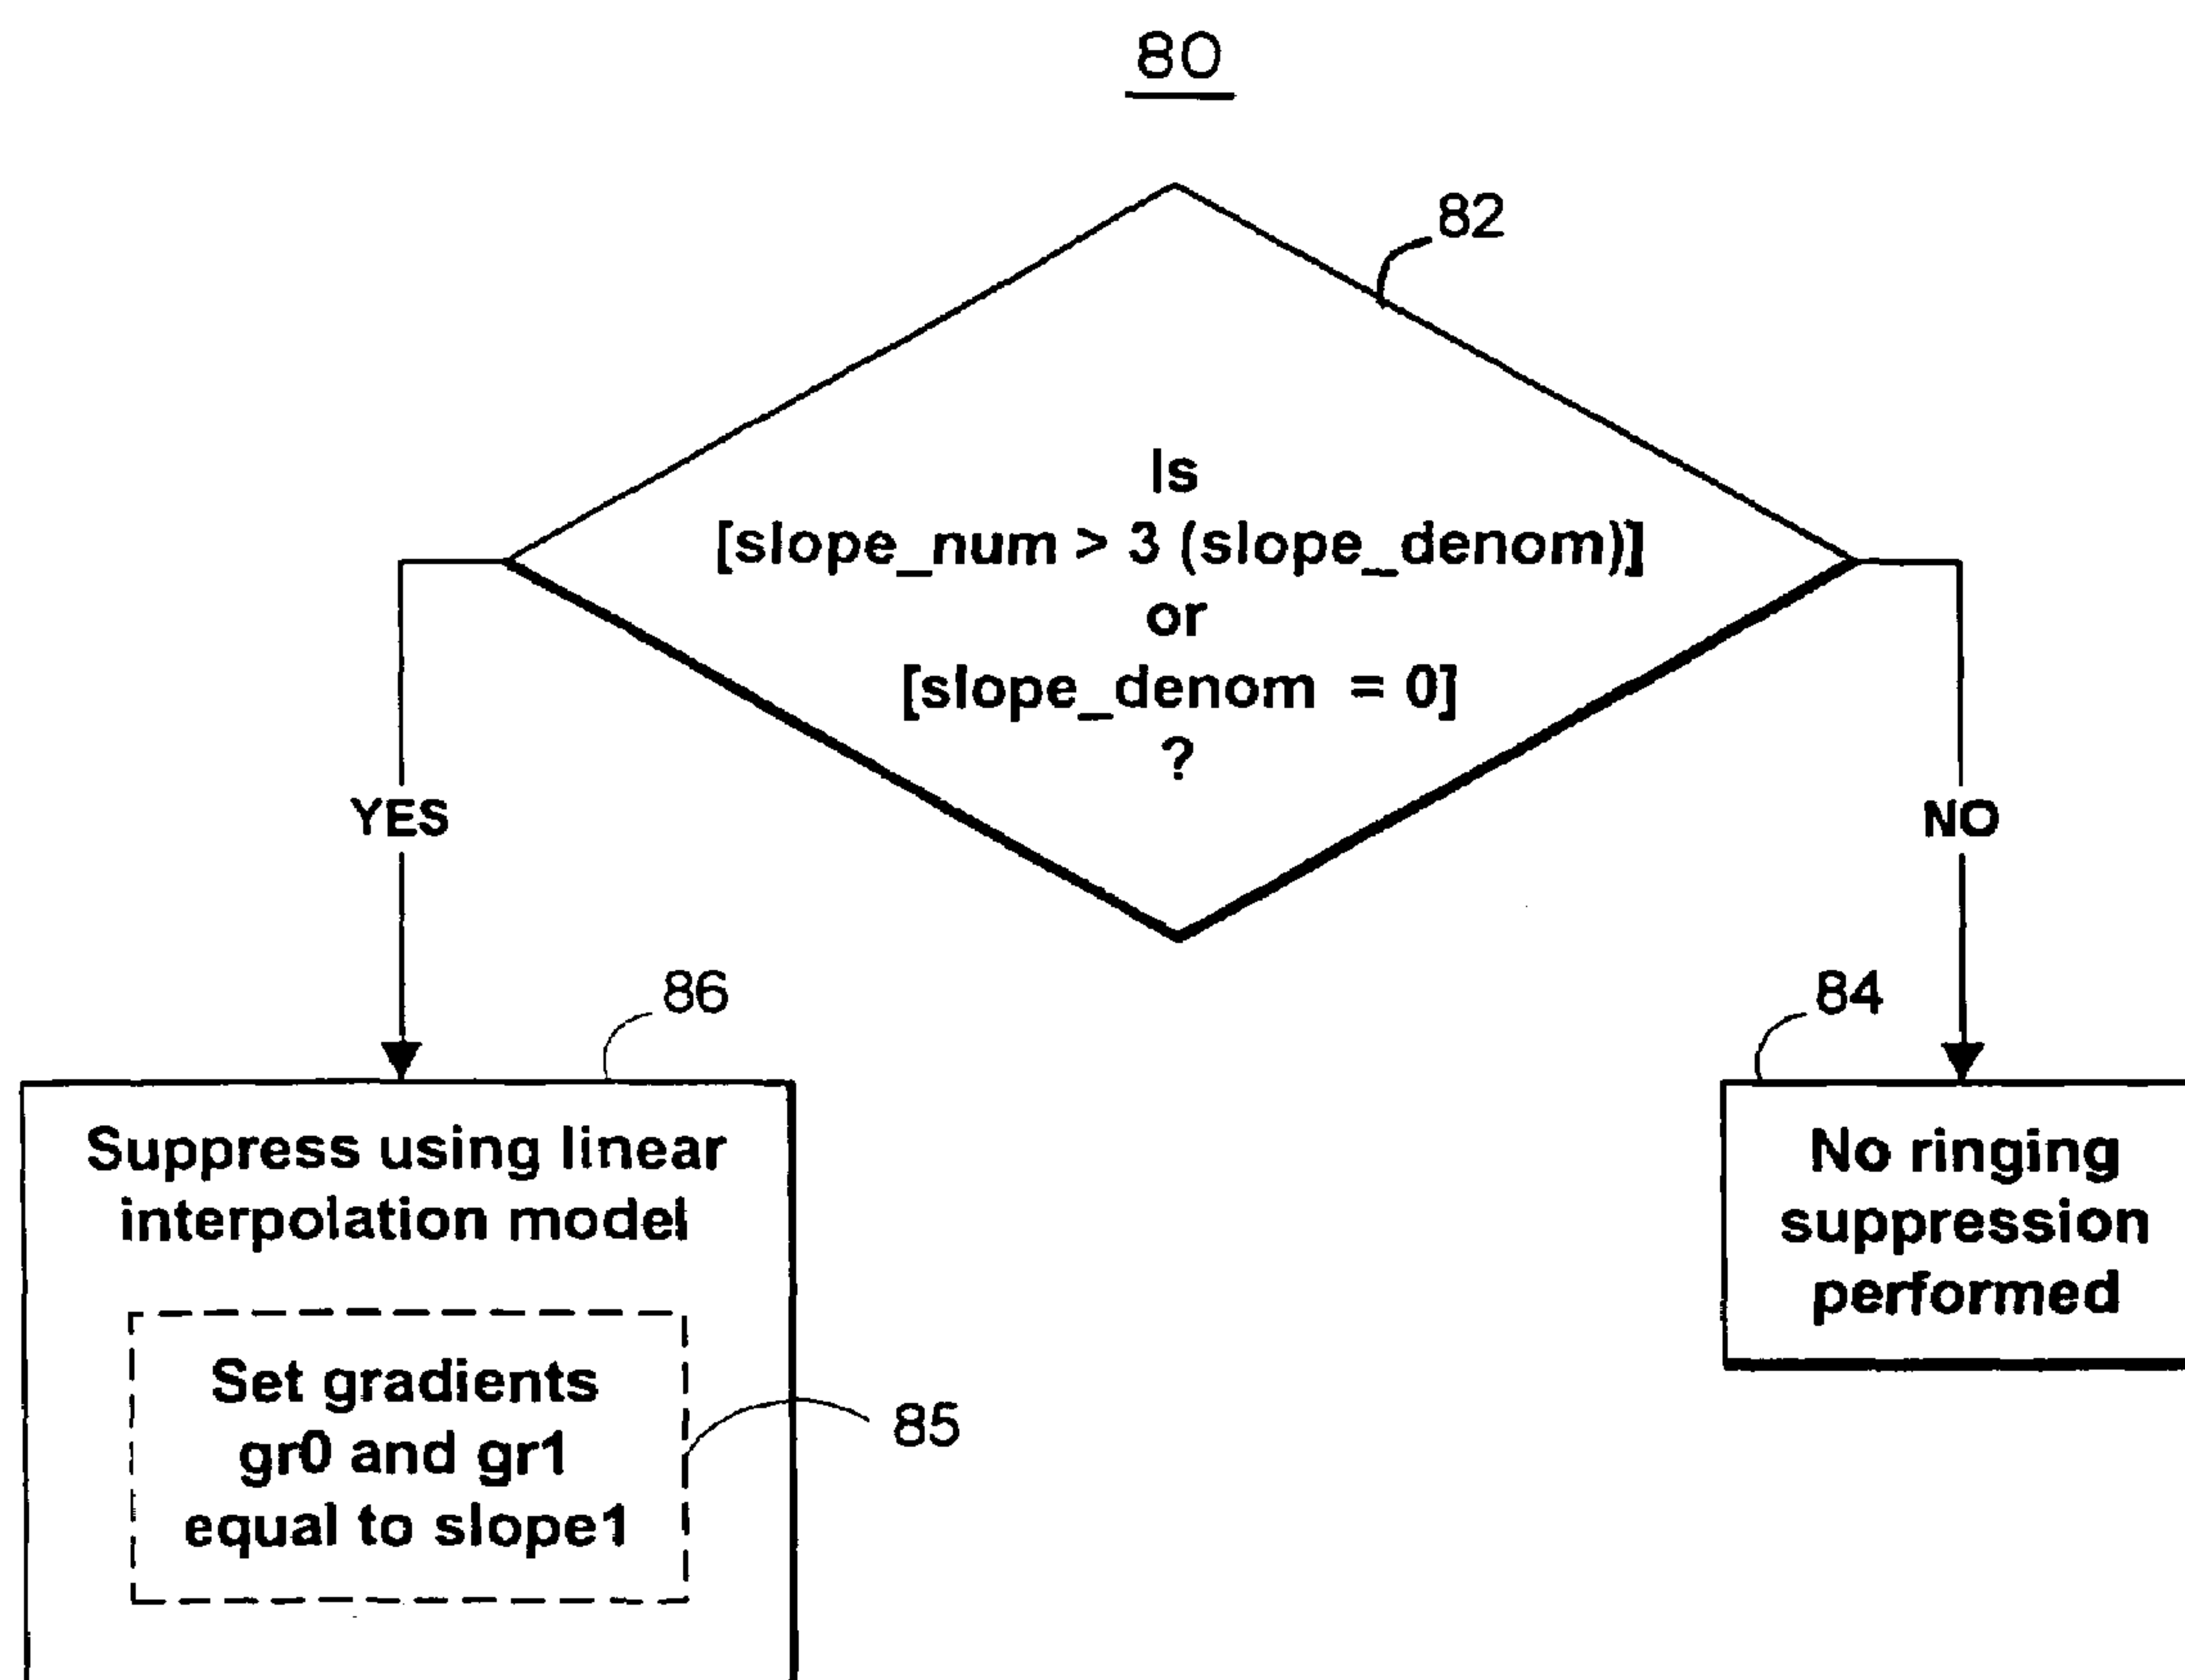 80
82
Is
[slope_num > 3 (slope_denom)]
or
[slope_denom = 0]
?
YES
NO
86
84
Suppress using linear
interpolation model
No ringing
suppression
performed
Set gradients
gr0 and gr1
equal to slope1
85